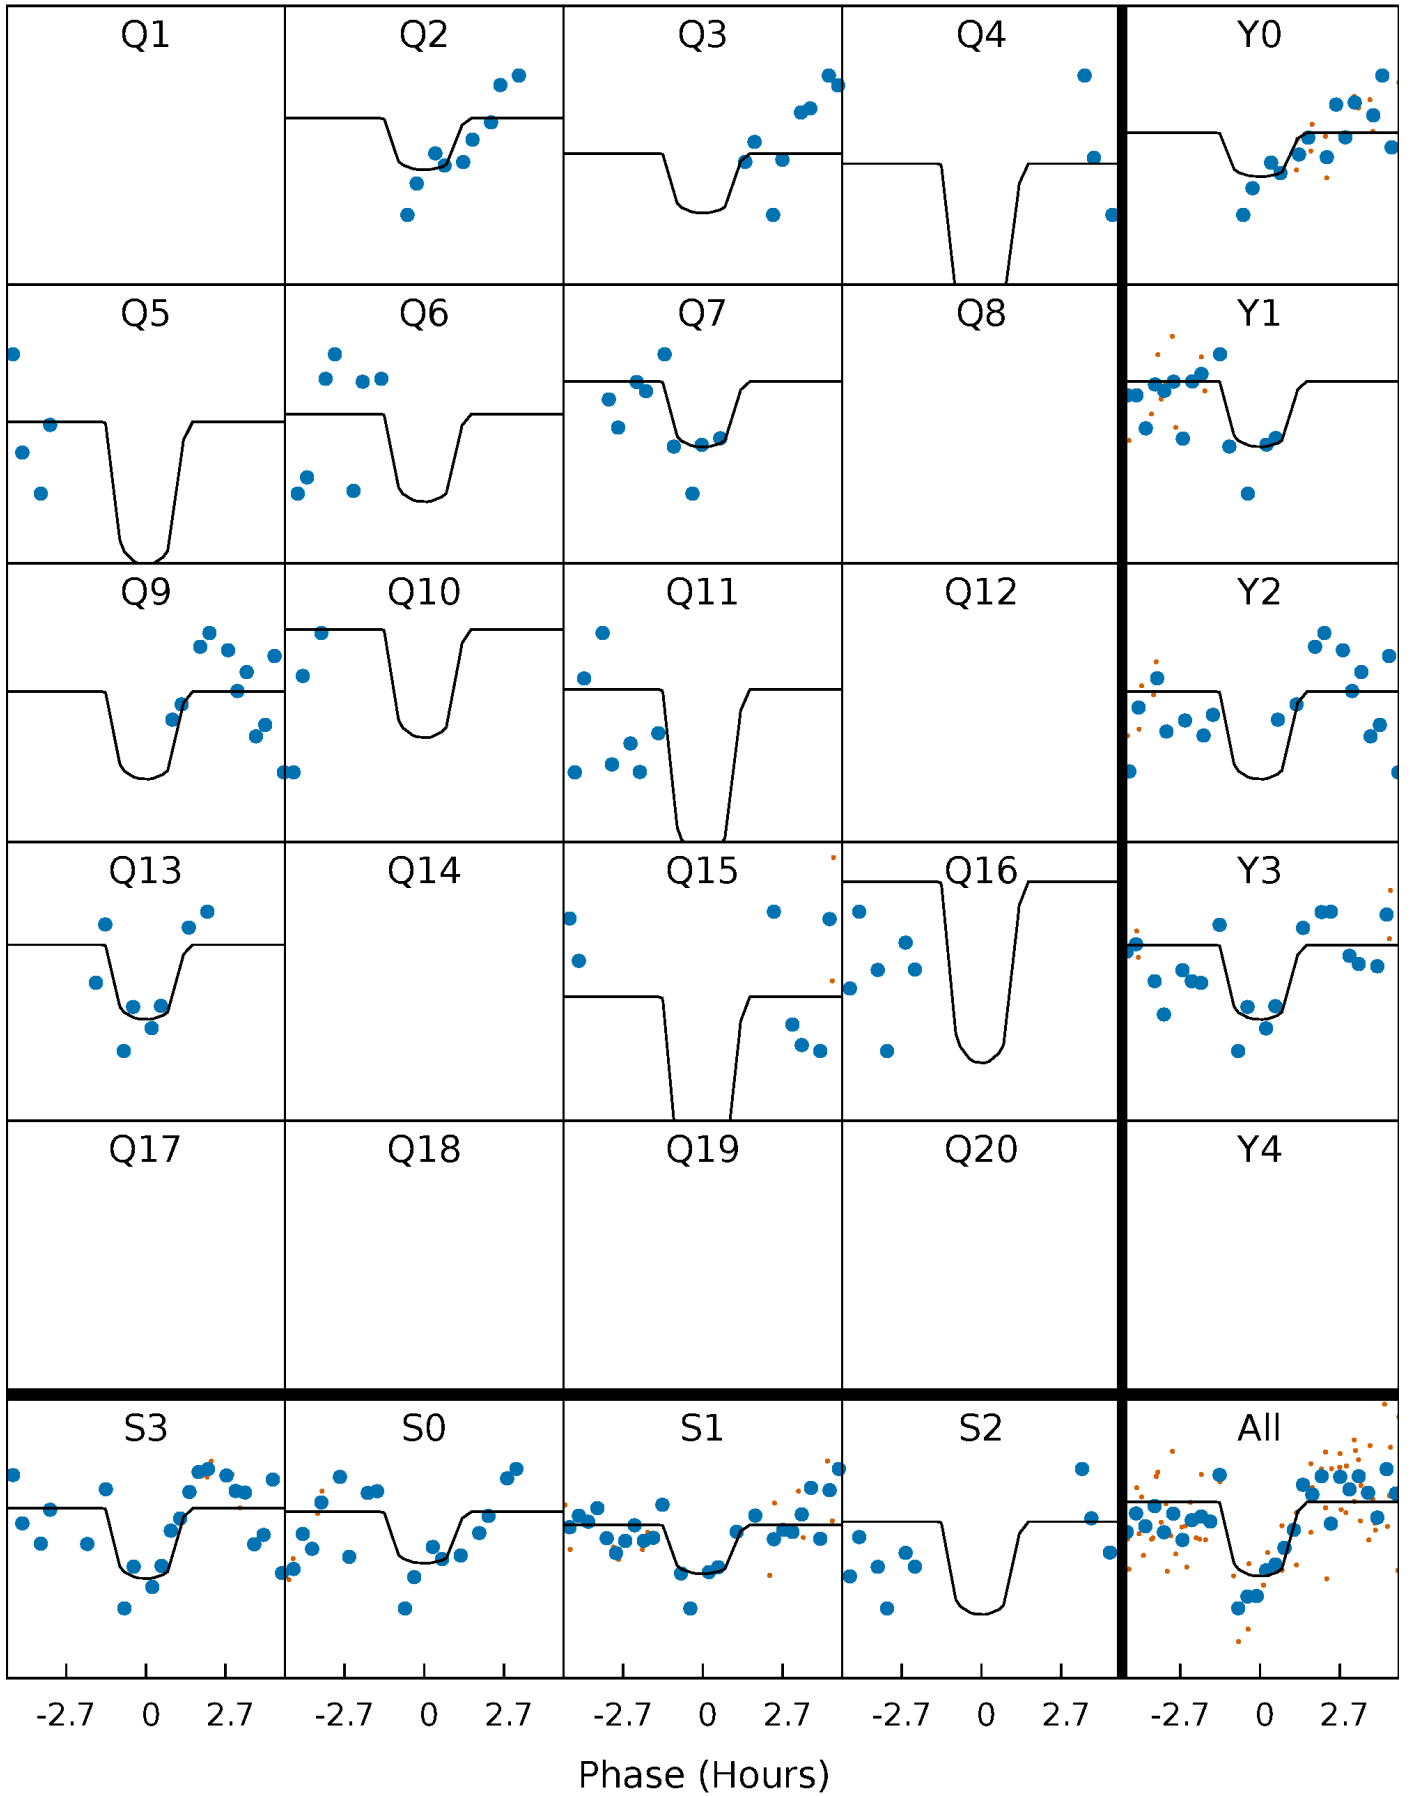 Q1 Q2 Q3 Q4 Y0
Q5 Q6 Q7 Q8 Y1
Q9 Q10 Q11 Q12 Y2
Q13 Q14 Q15 Q16 Y3
Q17 Q18 Q19 Q20 Y4
S3 S0 S1 S2 All
-2.7 0 2.7 -2.7 0 2.7 -2.7 0 2.7 -2.7 0 2.7 -2.7 0 2.7
Phase (Hours)